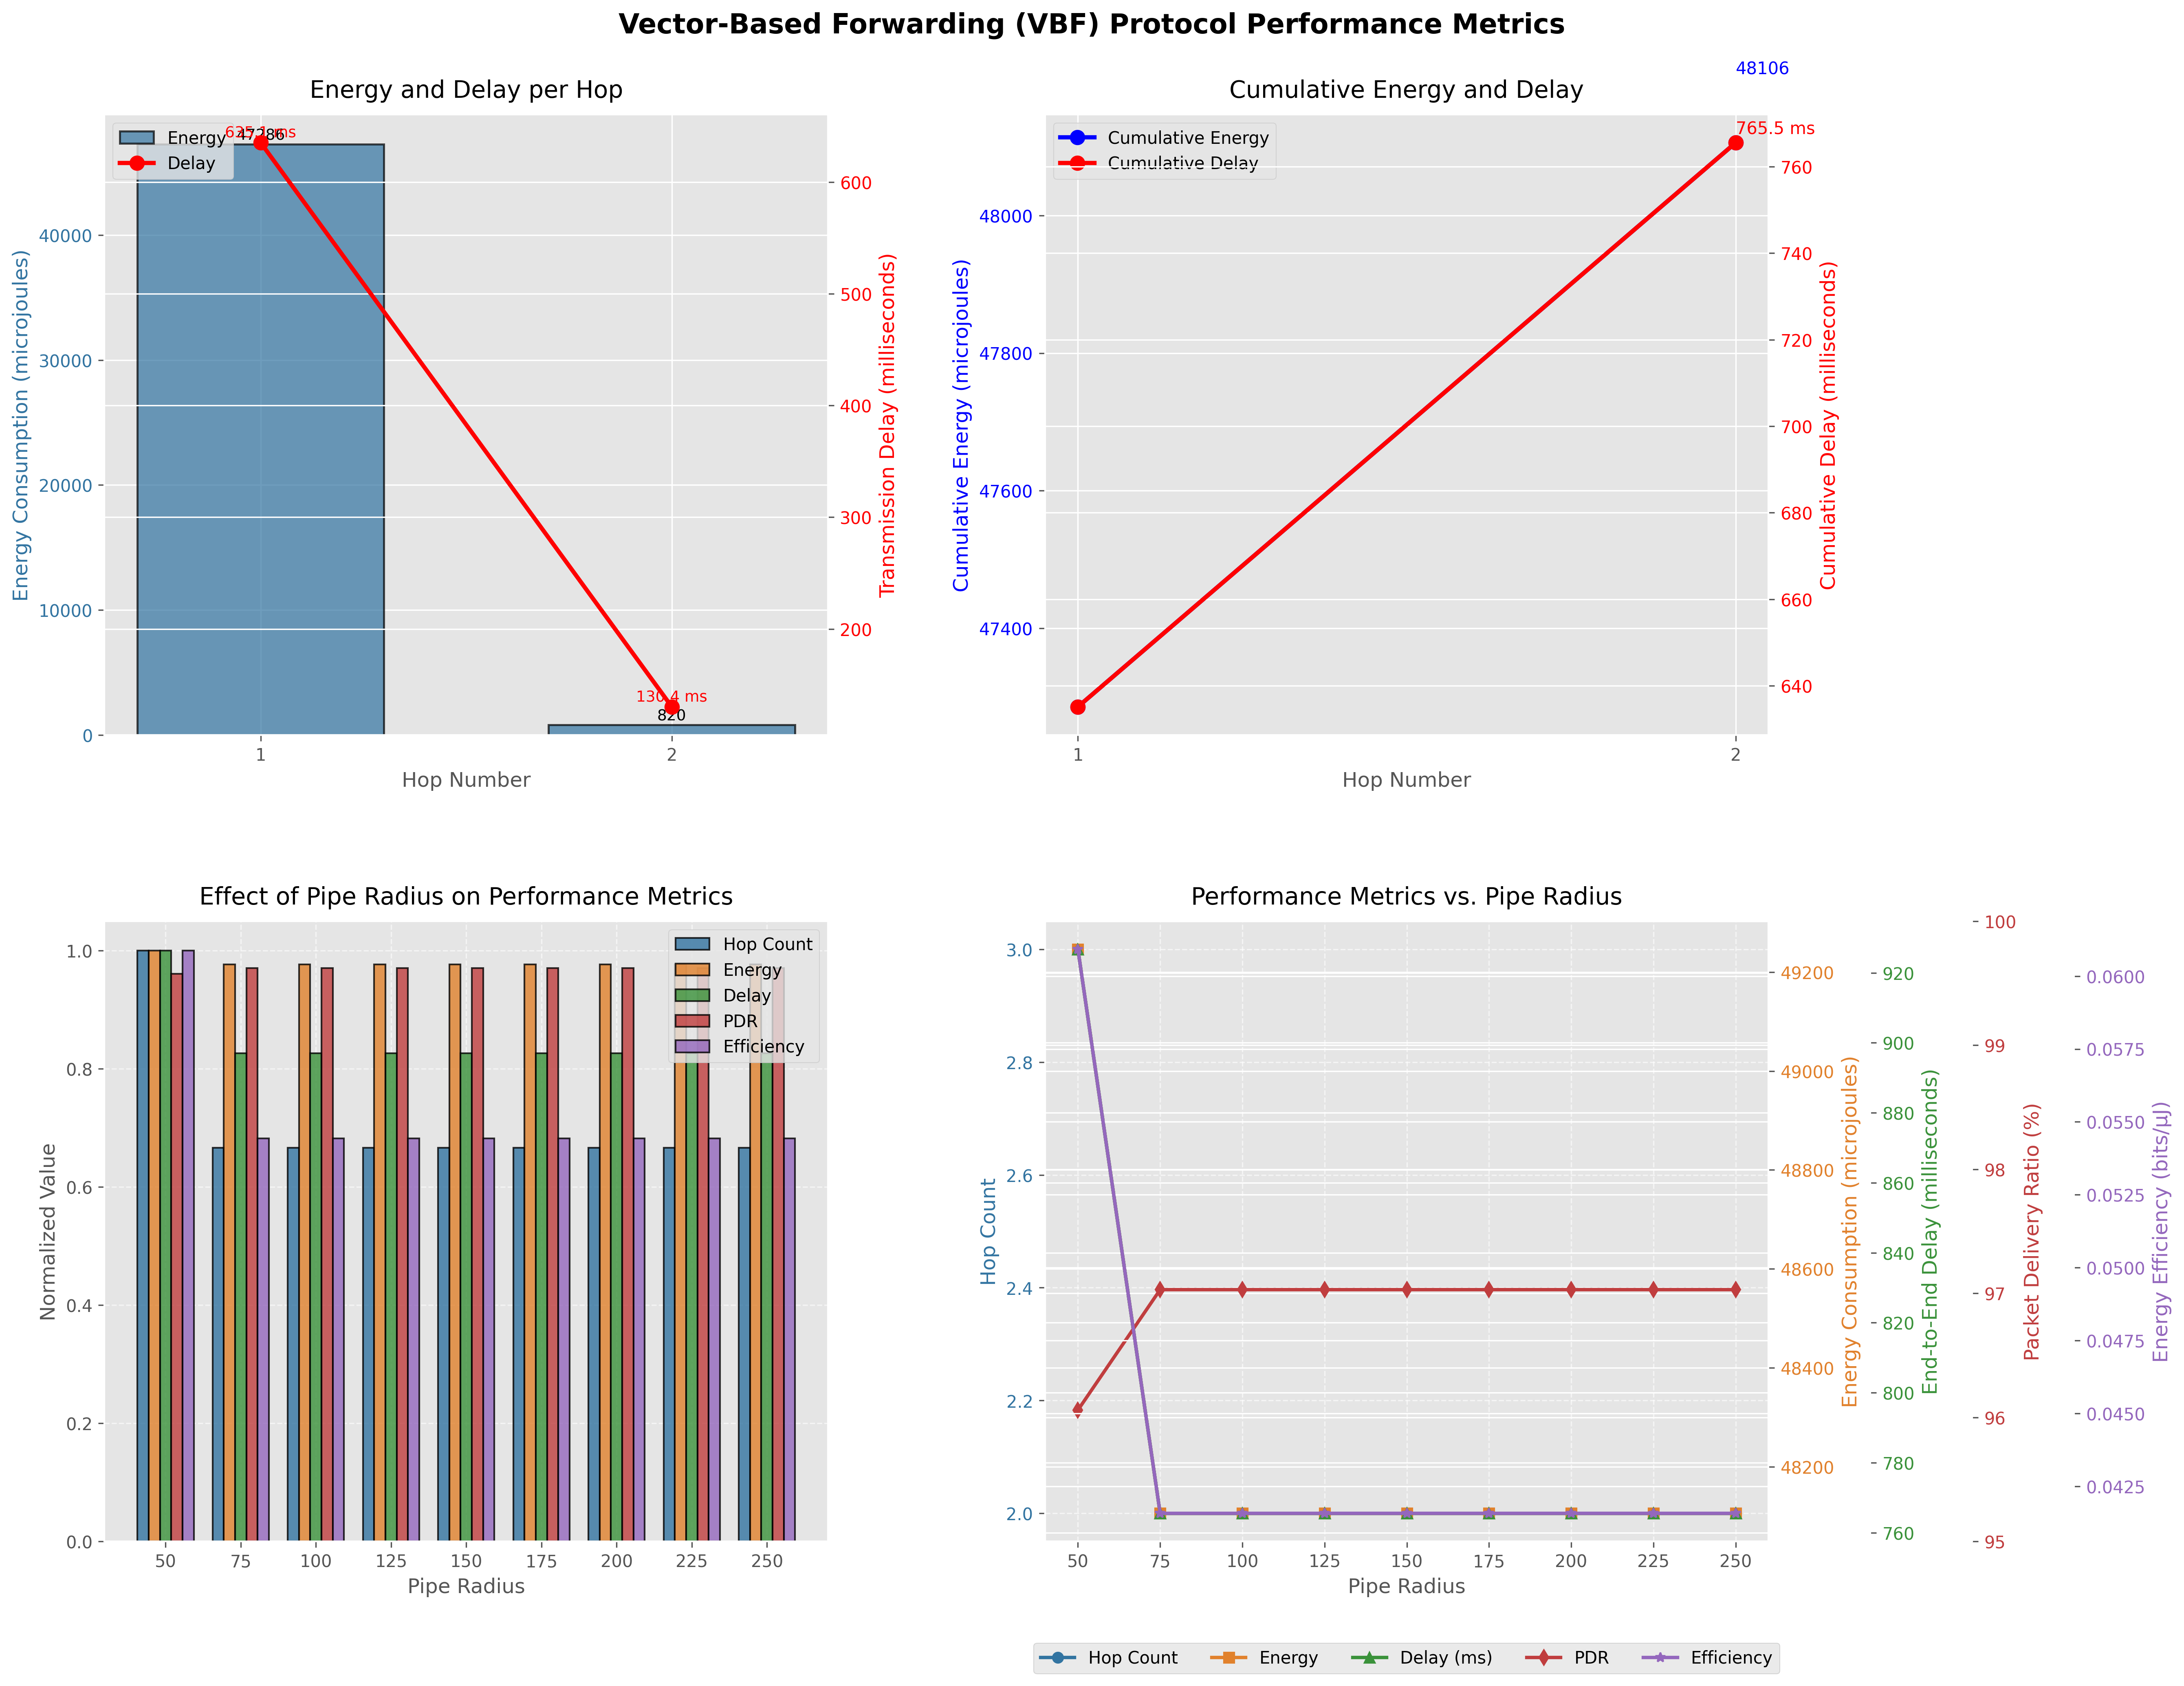 Vector-Based Forwarding (VBF) Protocol Performance Metrics
Energy and Delay per Hop
Energy
Delay
47286
130.4 ms
820
Energy Consumption (microjoules)
0
10000
20000
30000
40000
Transmission Delay (milliseconds)
600
500
400
300
200
1
2
Hop Number
Cumulative Energy and Delay
48106
765.5 ms
Cumulative Energy
Cumulative Delay
Cumulative Energy (microjoules)
48000
47800
47600
47400
Cumulative Delay (milliseconds)
760
740
720
700
680
660
640
1
2
Hop Number
Effect of Pipe Radius on Performance Metrics
Hop Count
Energy
Delay
PDR
Efficiency
Normalized Value
1.0
0.8
0.6
0.4
0.2
0.0
50
75
100
125
150
175
200
225
250
Pipe Radius
Performance Metrics vs. Pipe Radius
Hop Count
3.0
2.8
2.6
2.4
2.2
2.0
Energy Consumption (microjoules)
49200
49000
48800
48600
48400
48200
End-to-End Delay (milliseconds)
920
900
880
860
840
820
800
780
760
Packet Delivery Ratio (%)
100
99
98
97
96
95
Energy Efficiency (bits/μJ)
0.0600
0.0575
0.0550
0.0525
0.0500
0.0475
0.0450
0.0425
50
75
100
125
150
175
200
225
250
Pipe Radius
Hop Count
Energy
Delay (ms)
PDR
Efficiency